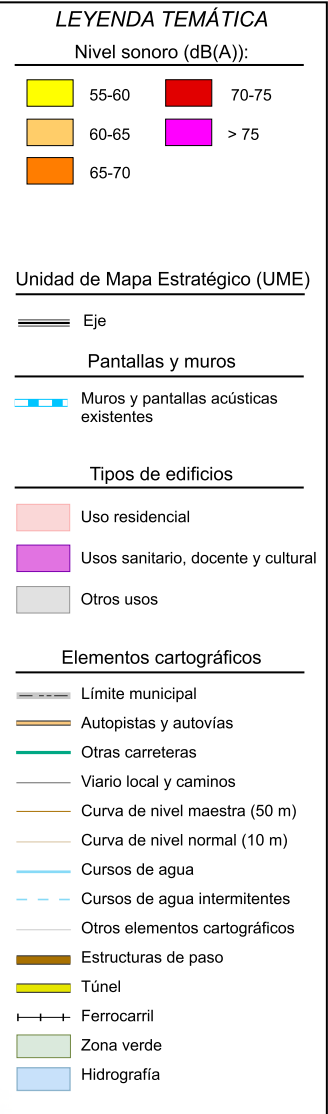 LEYENDA TEMÁTICA
Nivel sonoro (dB(A)):
55-60
70-75
60-65
> 75
65-70
Unidad de Mapa Estratégico (UME)
Eje
Pantallas y muros
Muros y pantallas acústicas
existentes
Tipos de edificios
Uso residencial
Usos sanitario, docente y cultural
Otros usos
Elementos cartográficos
Límite municipal
Autopistas y autovías
Otras carreteras
Viario local y caminos
Curva de nivel maestra (50 m)
Curva de nivel normal (10 m)
Cursos de agua
Cursos de agua intermitentes
Otros elementos cartográficos
Estructuras de paso
Túnel
Ferrocarril
Zona verde
Hidrografía